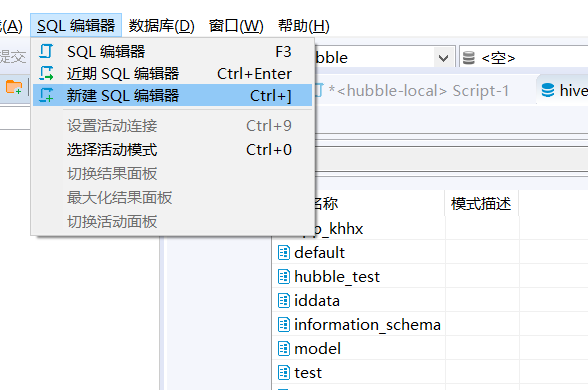 (A) SQL 编辑器 数据库(D) 窗口(W) 帮助(H)
提交
SQL 编辑器 F3
近期 SQL 编辑器 Ctrl+Enter
新建 SQL 编辑器 Ctrl+]
设置活动连接 Ctrl+9
选择活动模式 Ctrl+0
切换结果面板
最大化结果面板
切换活动面板
bble
<空>
*<hubble-local> Script-1
hive
名称 模式描述
p_khhx
default
hubble_test
iddata
information_schema
model
test